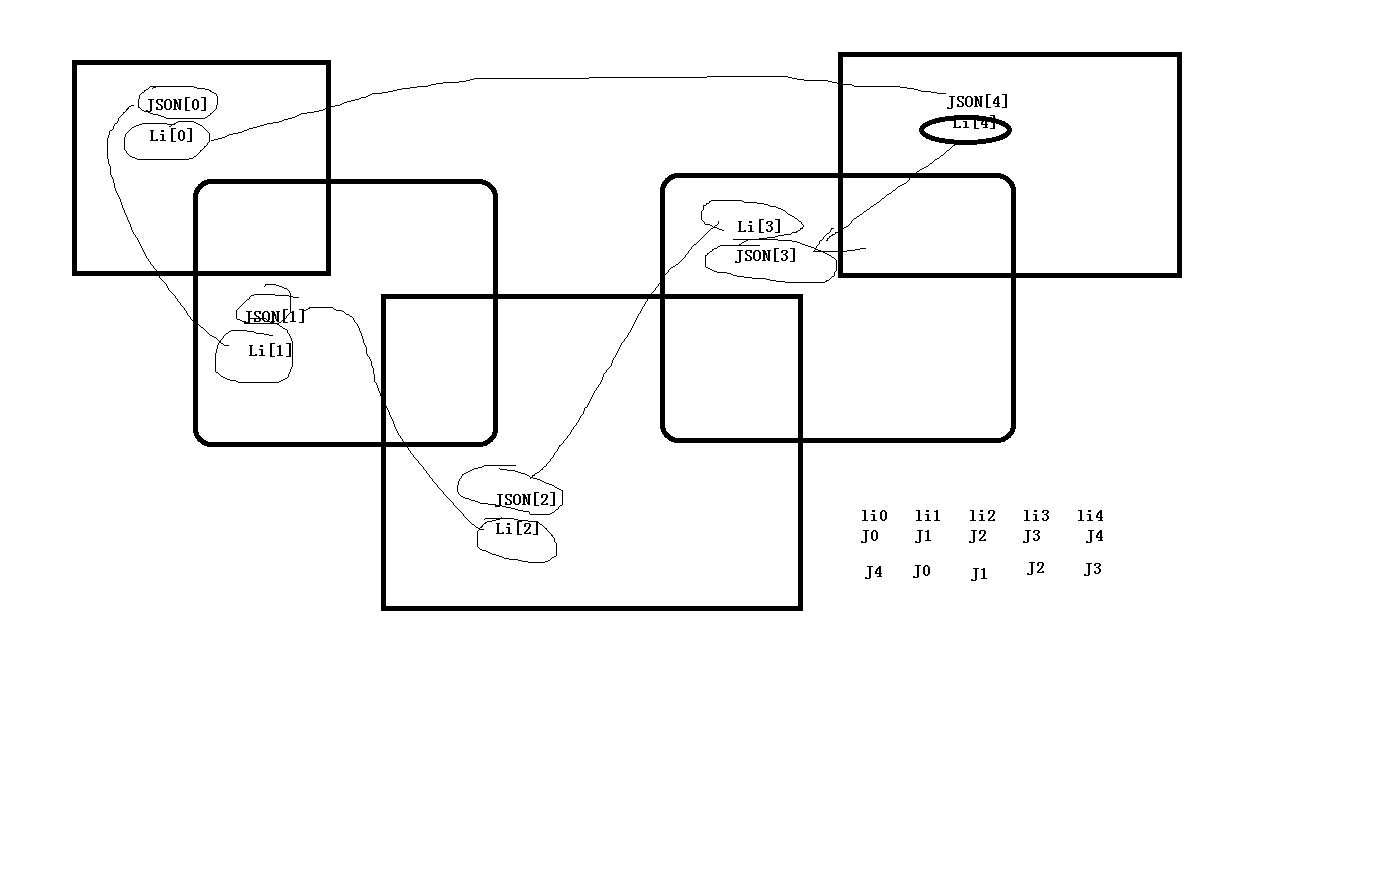 JSON[0]
Li[0]
JSON[4]
Li[4]
Li[3]
JSON[3]
JSON[1]
Li[1]
JSON[2]
Li[2]
li0 li1 li2 li3 li4
J0 J1 J2 J3 J4
J4 J0 J1 J2 J3